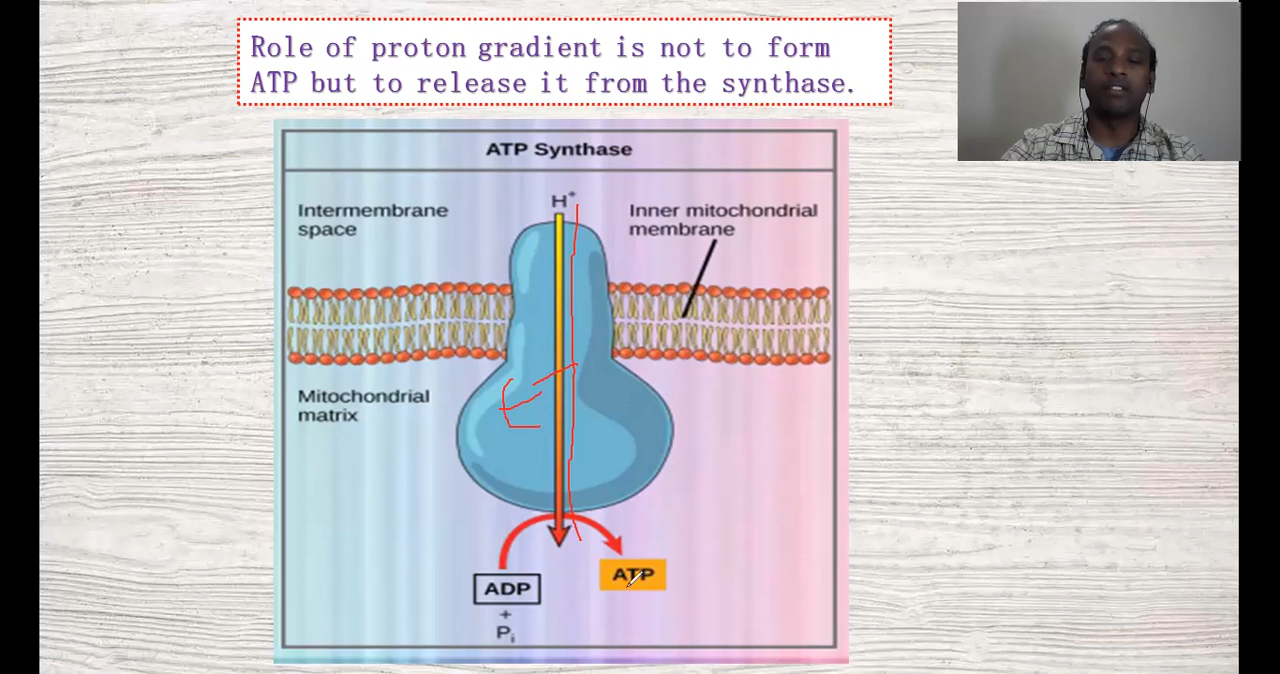 Role of proton gradient is not to form
ATP but to release it from the synthase.
ATP Synthase
H+
Intermembrane
space
Inner mitochondrial
membrane
Mitochondrial
matrix
ADP
+
Pi
ATP